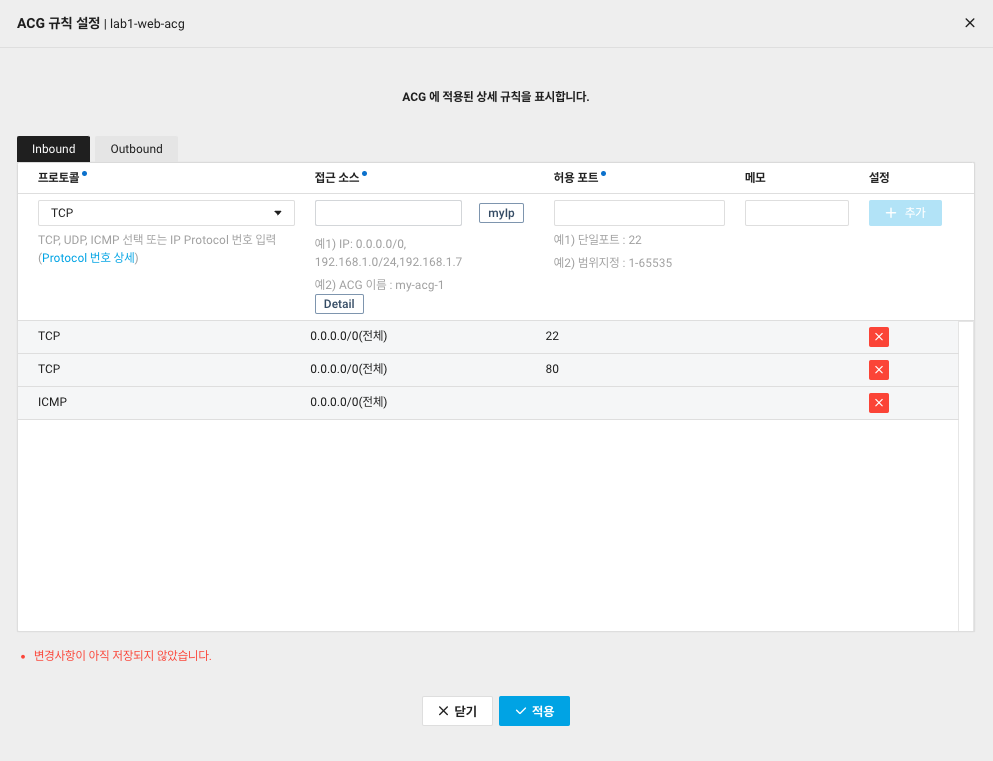 ACG 규칙 설정 | lab1-web-acg
ACG 에 적용된 상세 규칙을 표시합니다.
Inbound Outbound
프로토콜 접근 소스 허용 포트 메모 설정
TCP myIp + 추가
TCP, UDP, ICMP 선택 또는 IP Protocol 번호 입력
(Protocol 번호 상세)
예1) IP: 0.0.0.0/0,
192.168.1.0/24,192.168.1.7
예2) ACG 이름 : my-acg-1
Detail
예1) 단일포트 : 22
예2) 범위지정 : 1-65535
TCP 0.0.0.0/0(전체) 22
TCP 0.0.0.0/0(전체) 80
ICMP 0.0.0.0/0(전체)
변경사항이 아직 저장되지 않았습니다.
닫기 적용